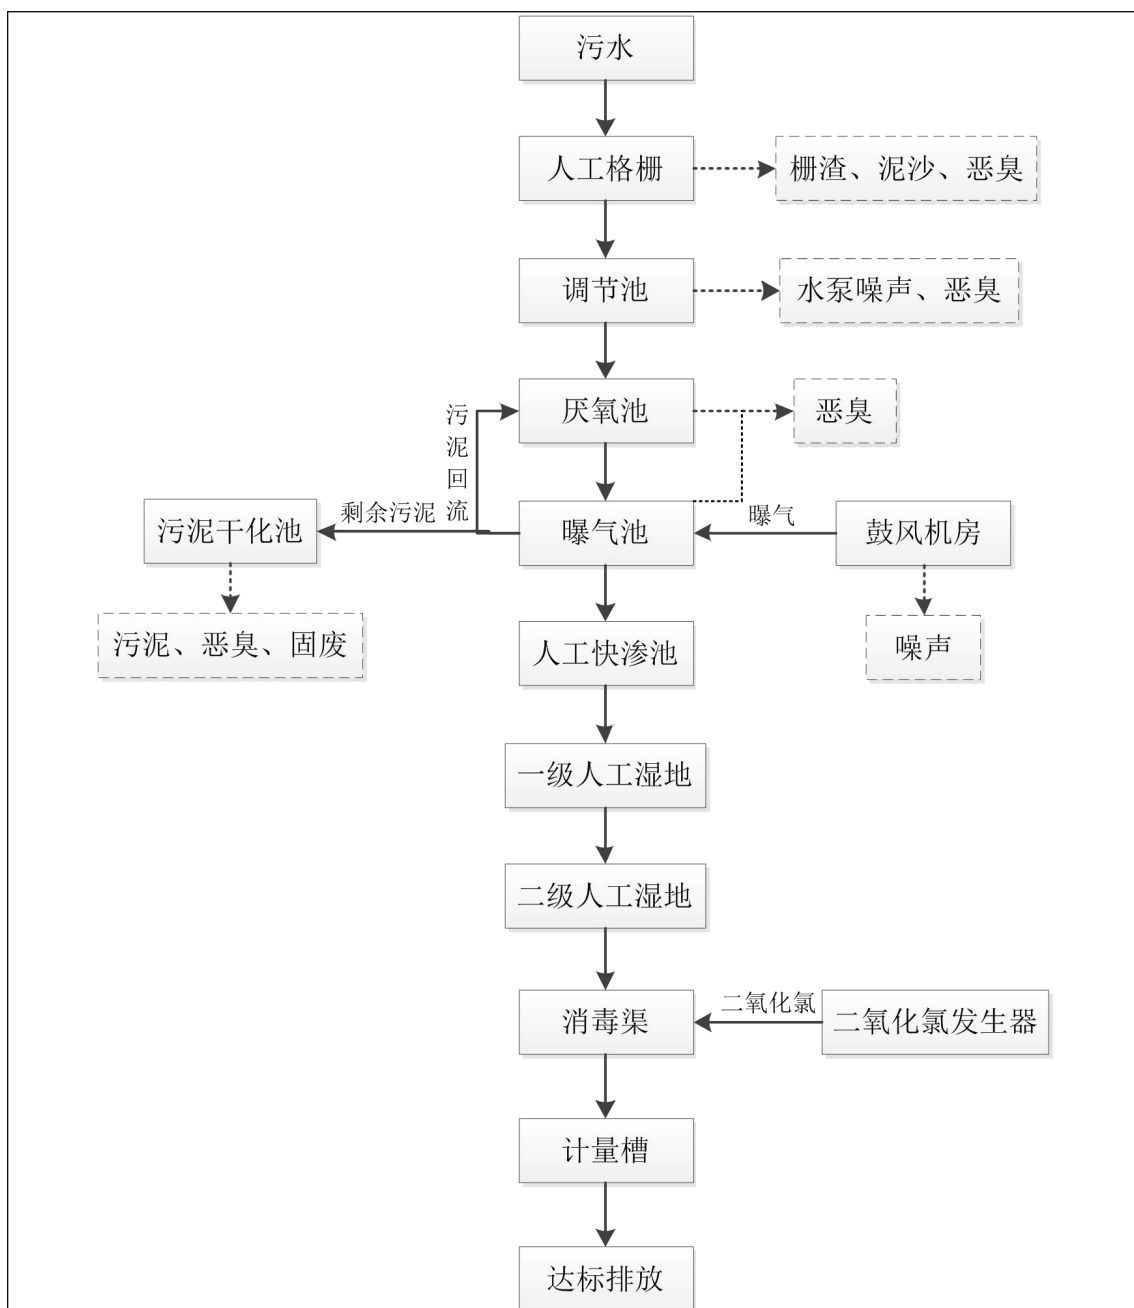 污水
人工格栅
栅渣、泥沙、恶臭
调节池
水泵噪声、恶臭
厌氧池
恶臭
污泥回流
剩余污泥
污泥干化池
曝气池
曝气
鼓风机房
污泥、恶臭、固废
噪声
人工快渗池
一级人工湿地
二级人工湿地
消毒渠
二氧化氯
二氧化氯发生器
计量槽
达标排放